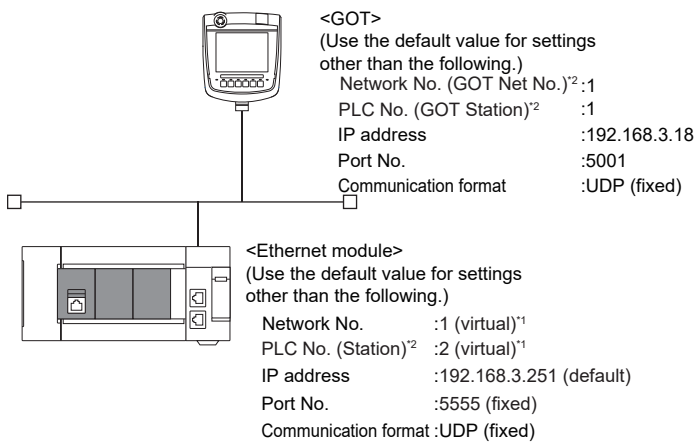 <GOT>
(Use the default value for settings
other than the following.)
Network No. (GOT Net No.)*2 :1
PLC No. (GOT Station)*2 :1
IP address :192.168.3.18
Port No. :5001
Communication format :UDP (fixed)
<Ethernet module>
(Use the default value for settings
other than the following.)
Network No. :1 (virtual)*1
PLC No. (Station)*2 :2 (virtual)*1
IP address :192.168.3.251 (default)
Port No. :5555 (fixed)
Communication format :UDP (fixed)